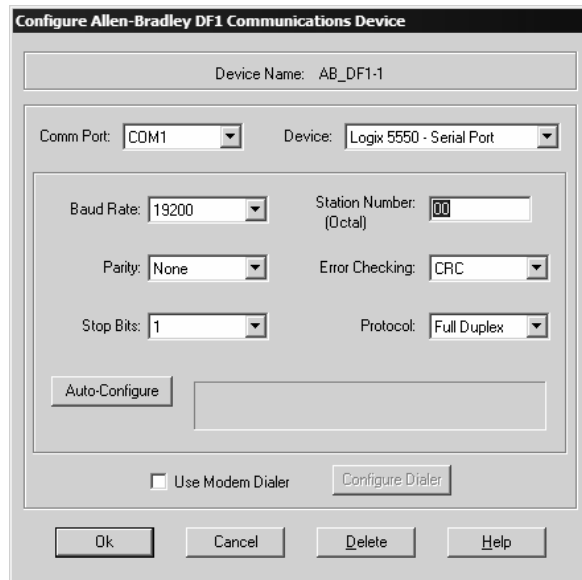 Configure Allen-Bradley DF1 Communications Device
Device Name: AB_DF1-1
Comm Port: COM1 Device: Logix 5550 - Serial Port
Baud Rate: 19200 Station Number: 00
(Octal)
Parity: None Error Checking: CRC
Stop Bits: 1 Protocol: Full Duplex
Auto-Configure
Use Modem Dialer Configure Dialer
Ok Cancel Delete Help